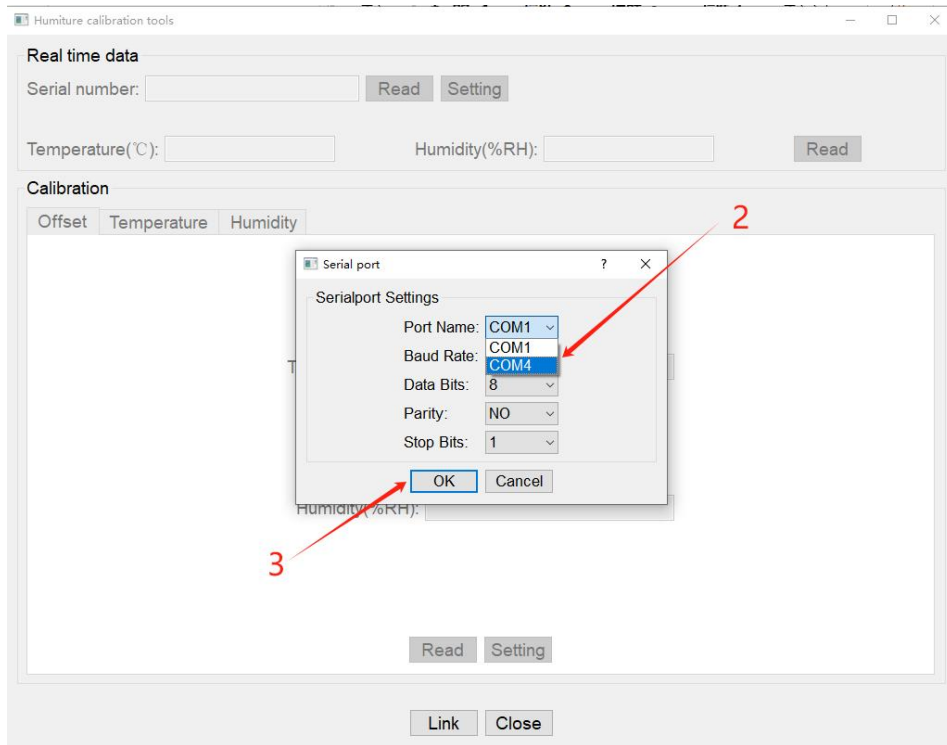 Humiture calibration tools
Real time data
Serial number: Read Setting
Temperature(℃): Humidity(%RH): Read
Calibration
Offset Temperature Humidity
2
Serial port ?
Serialport Settings
Port Name: COM1
COM1
Baud Rate:
COM4
T
Data Bits: 8
Parity: NO
Stop Bits: 1
OK Cancel
Humidity(%RH):
3
Read Setting
Link Close